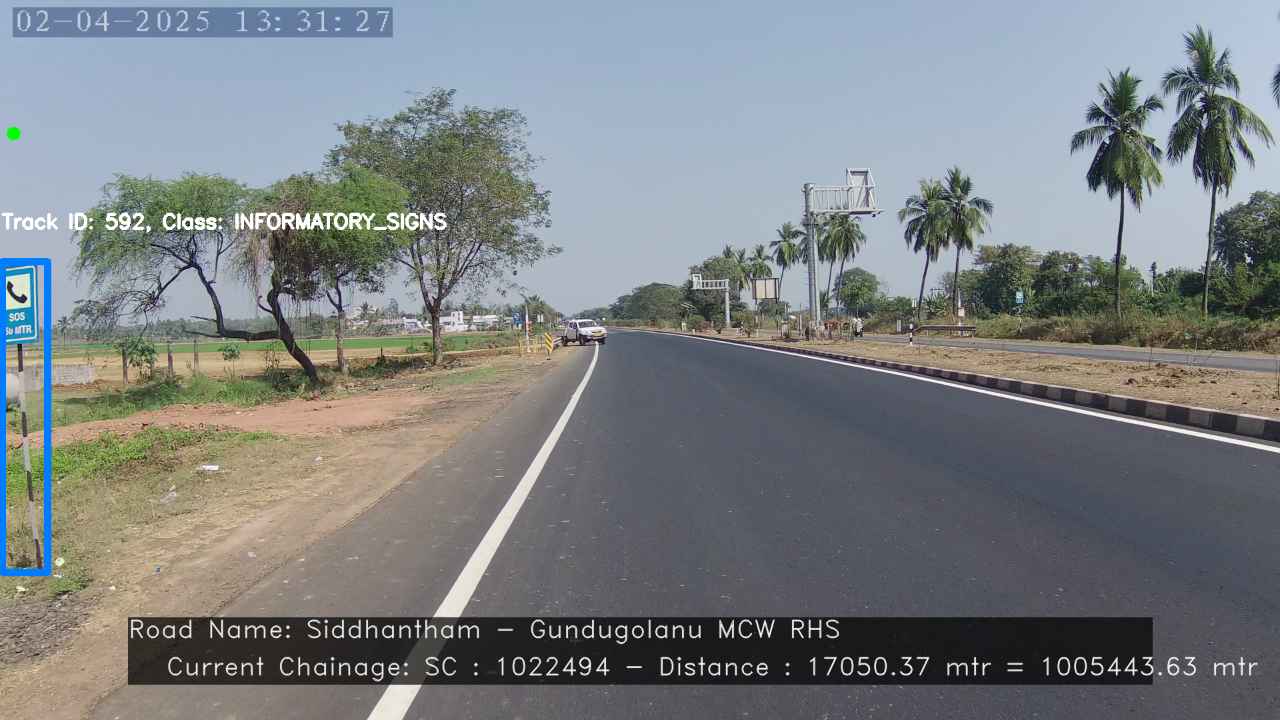 02-04-2025 13:31:27
Track ID: 592, Class: INFORMATORY_SIGNS
SOS
MTR.
Road Name: Siddhantham - Gundugolanu MCW RHS
Current Chainage: SC : 1022494 - Distance : 17050.37 mtr = 1005443.63 mtr